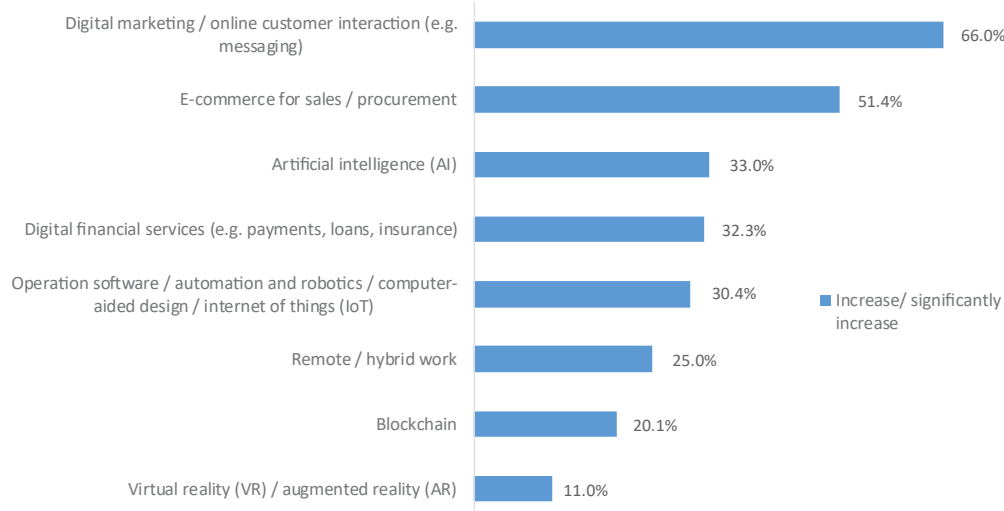 Digital marketing / online customer interaction (e.g.
messaging)
66.0%
E-commerce for sales / procurement
51.4%
Artificial intelligence (AI)
33.0%
Digital financial services (e.g. payments, loans, insurance)
32.3%
Operation software / automation and robotics / computer-
aided design / internet of things (IoT)
30.4%
Increase/ significantly
increase
Remote / hybrid work
25.0%
Blockchain
20.1%
Virtual reality (VR) / augmented reality (AR)
11.0%